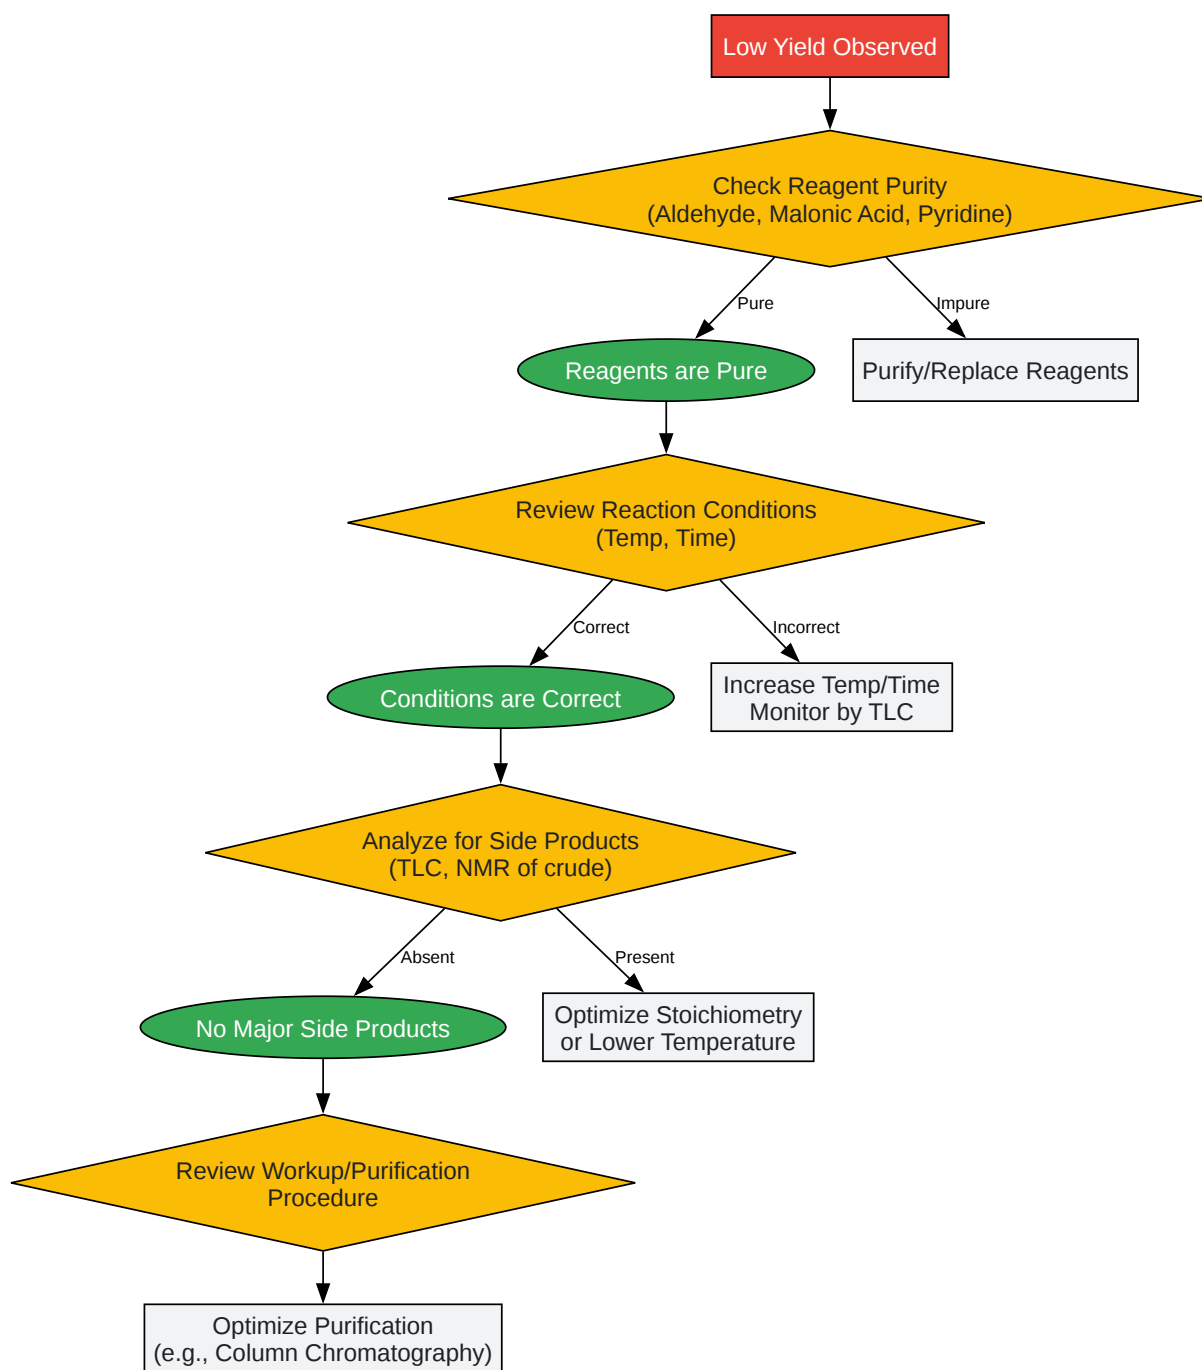 Low Yield Observed
Check Reagent Purity
(Aldehyde, Malonic Acid, Pyridine)
Pure
Impure
Reagents are Pure
Purify/Replace Reagents
Review Reaction Conditions
(Temp, Time)
Correct
Incorrect
Conditions are Correct
Increase Temp/Time
Monitor by TLC
Analyze for Side Products
(TLC, NMR of crude)
Absent
Present
No Major Side Products
Optimize Stoichiometry
or Lower Temperature
Review Workup/Purification
Procedure
Optimize Purification
(e.g., Column Chromatography)